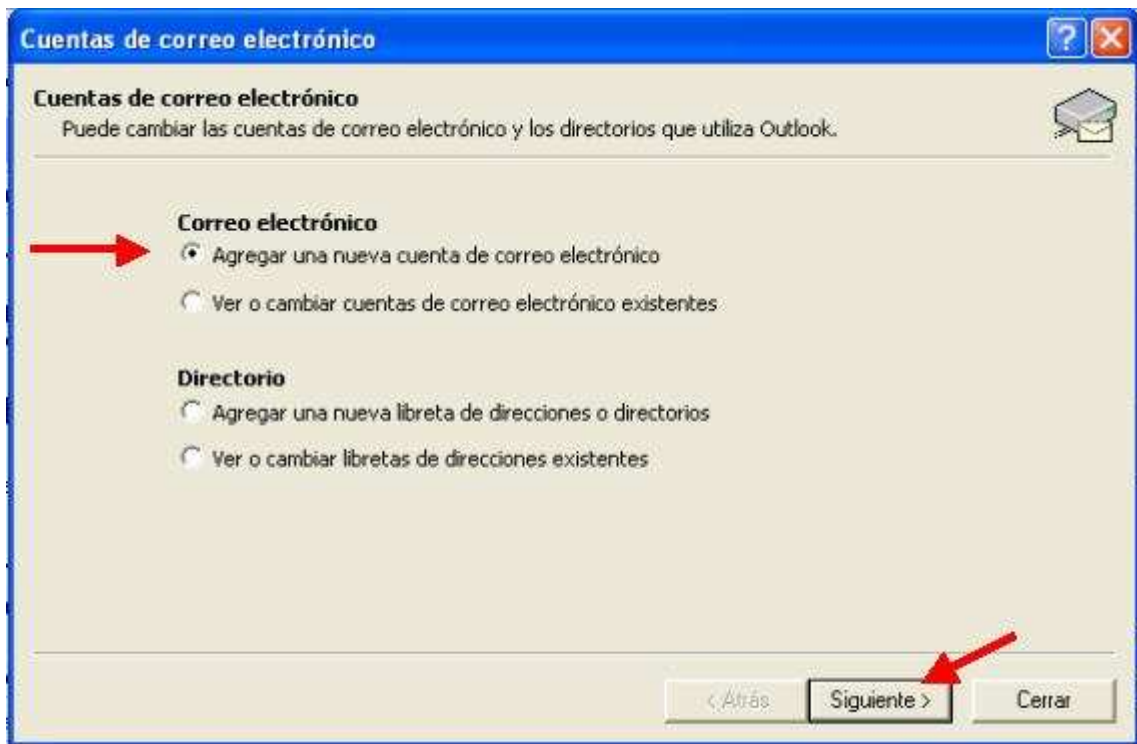 Cuentas de correo electrónico
Cuentas de correo electrónico
Puede cambiar las cuentas de correo electrónico y los directorios que utiliza Outlook.
Correo electrónico
Agregar una nueva cuenta de correo electrónico
Ver o cambiar cuentas de correo electrónico existentes
Directorio
Agregar una nueva libreta de direcciones o directorios
Ver o cambiar libretas de direcciones existentes
< Atrás Siguiente > Cerrar